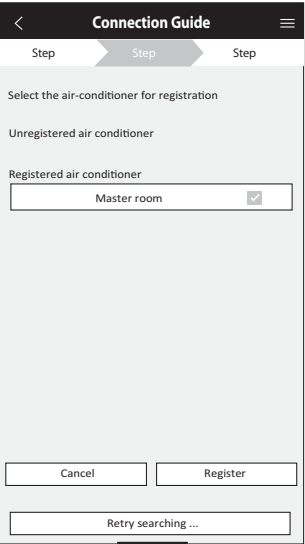 Connection Guide
Step Step Step
Select the air-conditioner for registration
Unregistered air conditioner
Registered air conditioner
Master room
Cancel Register
Retry searching ...